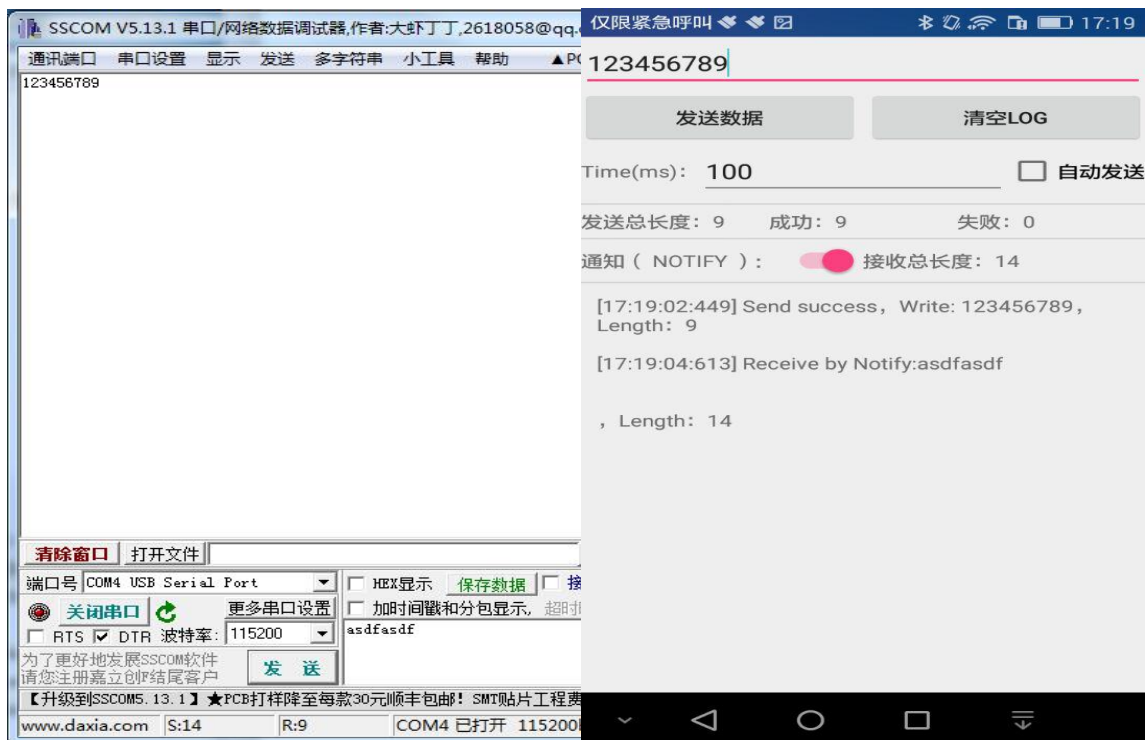 SSCOM V5.13.1 串口/网络数据调试器,作者:大虾丁丁,2618058@qq.
通讯端口 串口设置 显示 发送 多字符串 小工具 帮助 ▲PC
123456789
清除窗口 打开文件
端口号 COM4 USB Serial Port HEX显示 保存数据 接
关闭串口 更多串口设置 加时间戳和分包显示, 超时
RTS DTR 波特率: 115200 asdfasdf
为了更好地发展SSCOM软件
请您注册嘉立创F结尾客户
发 送
【升级到SSCOM5.13.1】★PCB打样降至每款30元顺丰包邮! SMT贴片工程费
www.daxia.com S:14 R:9 COM4 已打开 115200
仅限紧急呼叫 17:19
123456789
发送数据 清空LOG
Time(ms): 100 自动发送
发送总长度: 9 成功: 9 失败: 0
通知 ( NOTIFY ) : 接收总长度: 14
[17:19:02:449] Send success, Write: 123456789,
Length: 9
[17:19:04:613] Receive by Notify:asdfasdf
, Length: 14